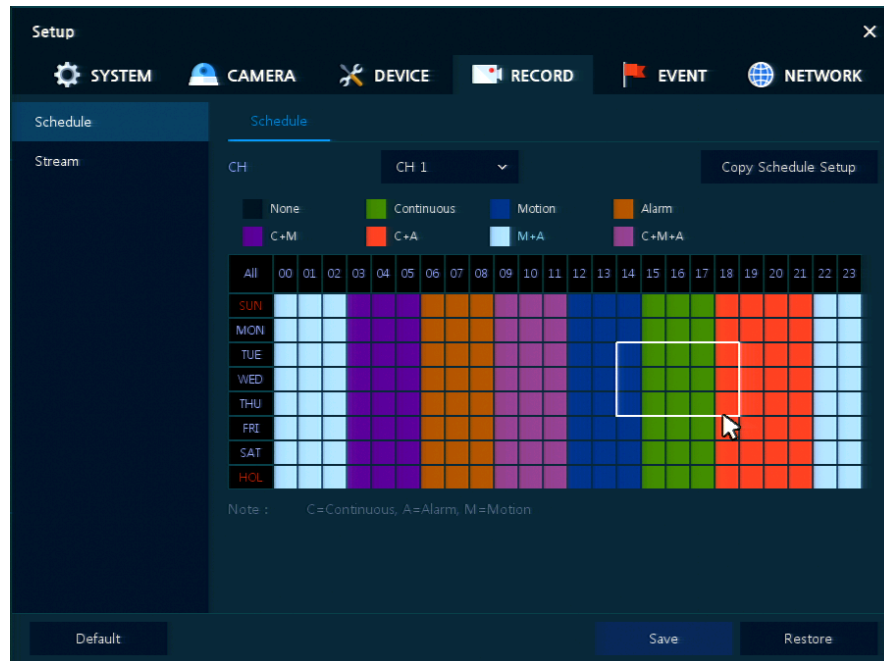 Setup
SYSTEM CAMERA DEVICE RECORD EVENT NETWORK
Schedule
Stream
Schedule
CH CH 1 Copy Schedule Setup
None Continuous Motion Alarm
C+M C+A M+A C+M+A
All 00 01 02 03 04 05 06 07 08 09 10 11 12 13 14 15 16 17 18 19 20 21 22 23
SUN
MON
TUE
WED
THU
FRI
SAT
HOL
Note : C=Continuous, A=Alarm, M=Motion
Default Save Restore